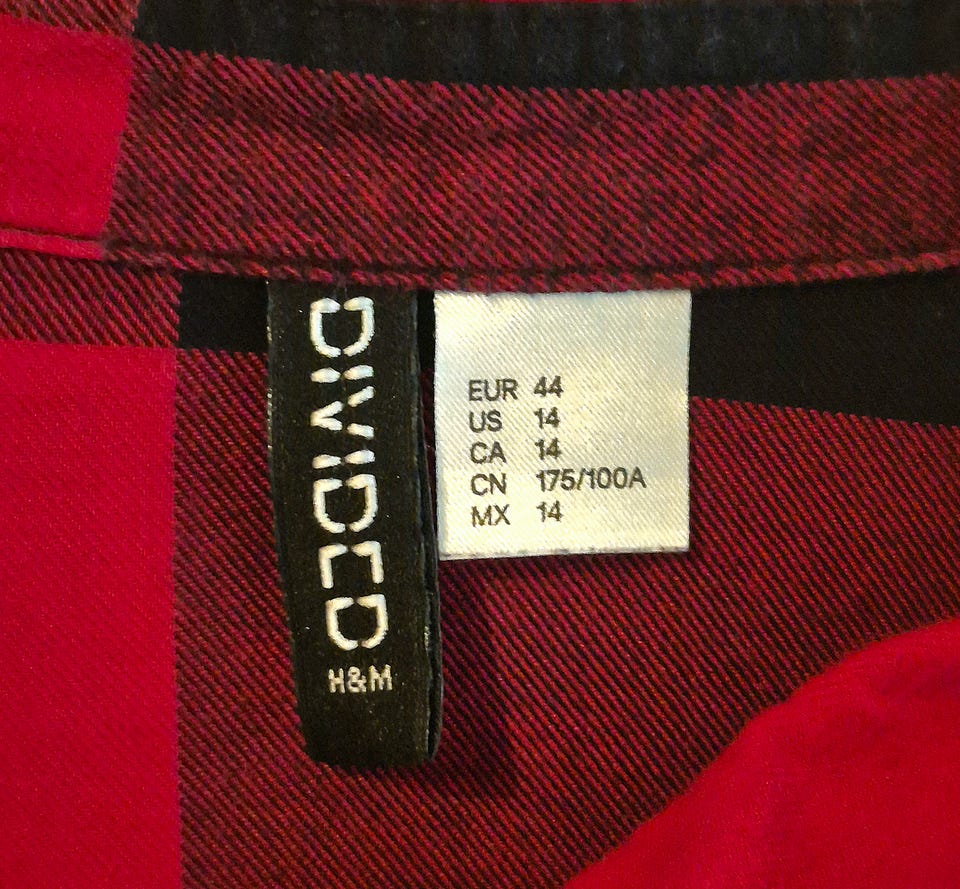 DIVIDED
H&M
EUR 44
US 14
CA 14
CN 175/100A
MX 14